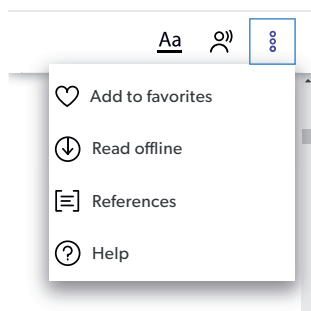 Aa
Add to favorites
Read offline
References
Help